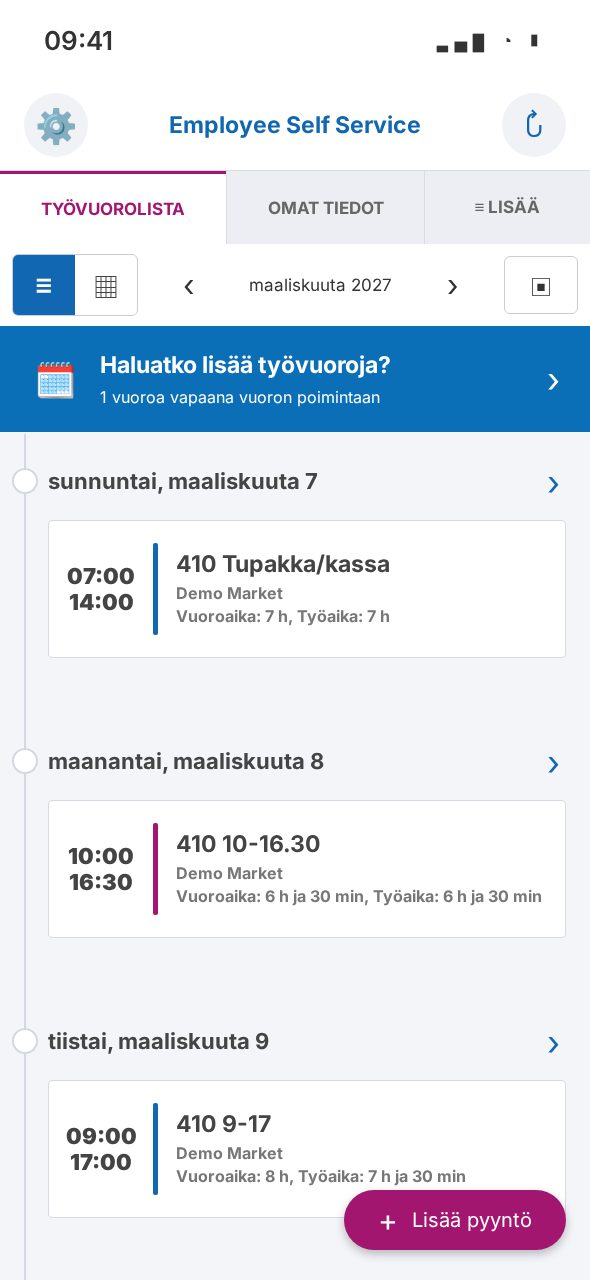 09:41
Employee Self Service
TYÖVUOROLISTA
OMAT TIEDOT
≡ LISÄÄ
maaliskuuta 2027
Haluatko lisää työvuoroja?
1 vuoroa vapaana vuoron poimintaan
sunnuntai, maaliskuuta 7
07:00
14:00
410 Tupakka/kassa
Demo Market
Vuoroaika: 7 h, Työaika: 7 h
maanantai, maaliskuuta 8
10:00
16:30
410 10-16.30
Demo Market
Vuoroaika: 6 h ja 30 min, Työaika: 6 h ja 30 min
tiistai, maaliskuuta 9
09:00
17:00
410 9-17
Demo Market
Vuoroaika: 8 h, Työaika: 7 h ja 30 min
+ Lisää pyyntö